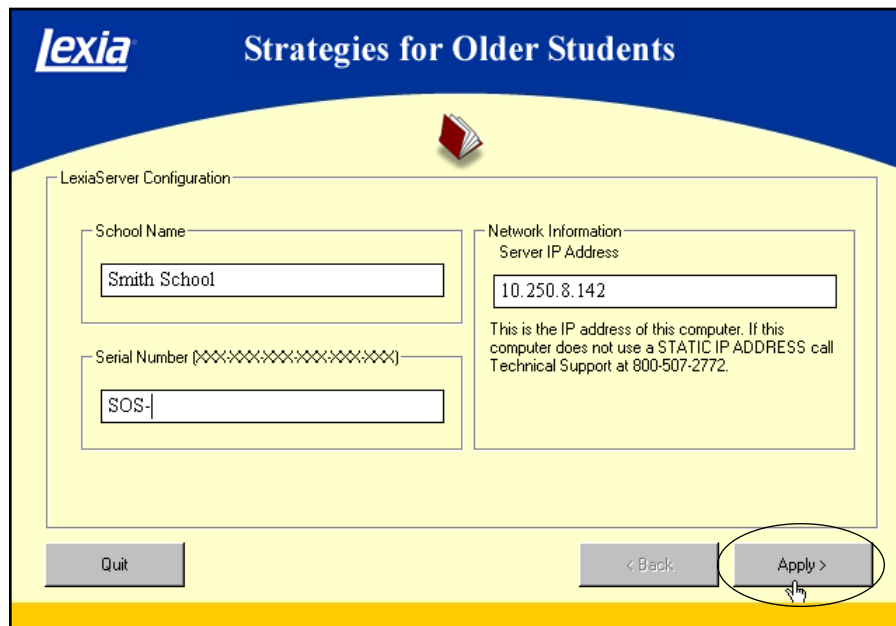 Lexia
Strategies for Older Students
LexiaServer Configuration
School Name
Smith School
Serial Number (XXX-XXX-XXX-XXX-XXX-XXX)
SOS-
Network Information
Server IP Address
10.250.8.142
This is the IP address of this computer. If this
computer does not use a STATIC IP ADDRESS call
Technical Support at 800-507-2772.
Quit
< Back
Apply >